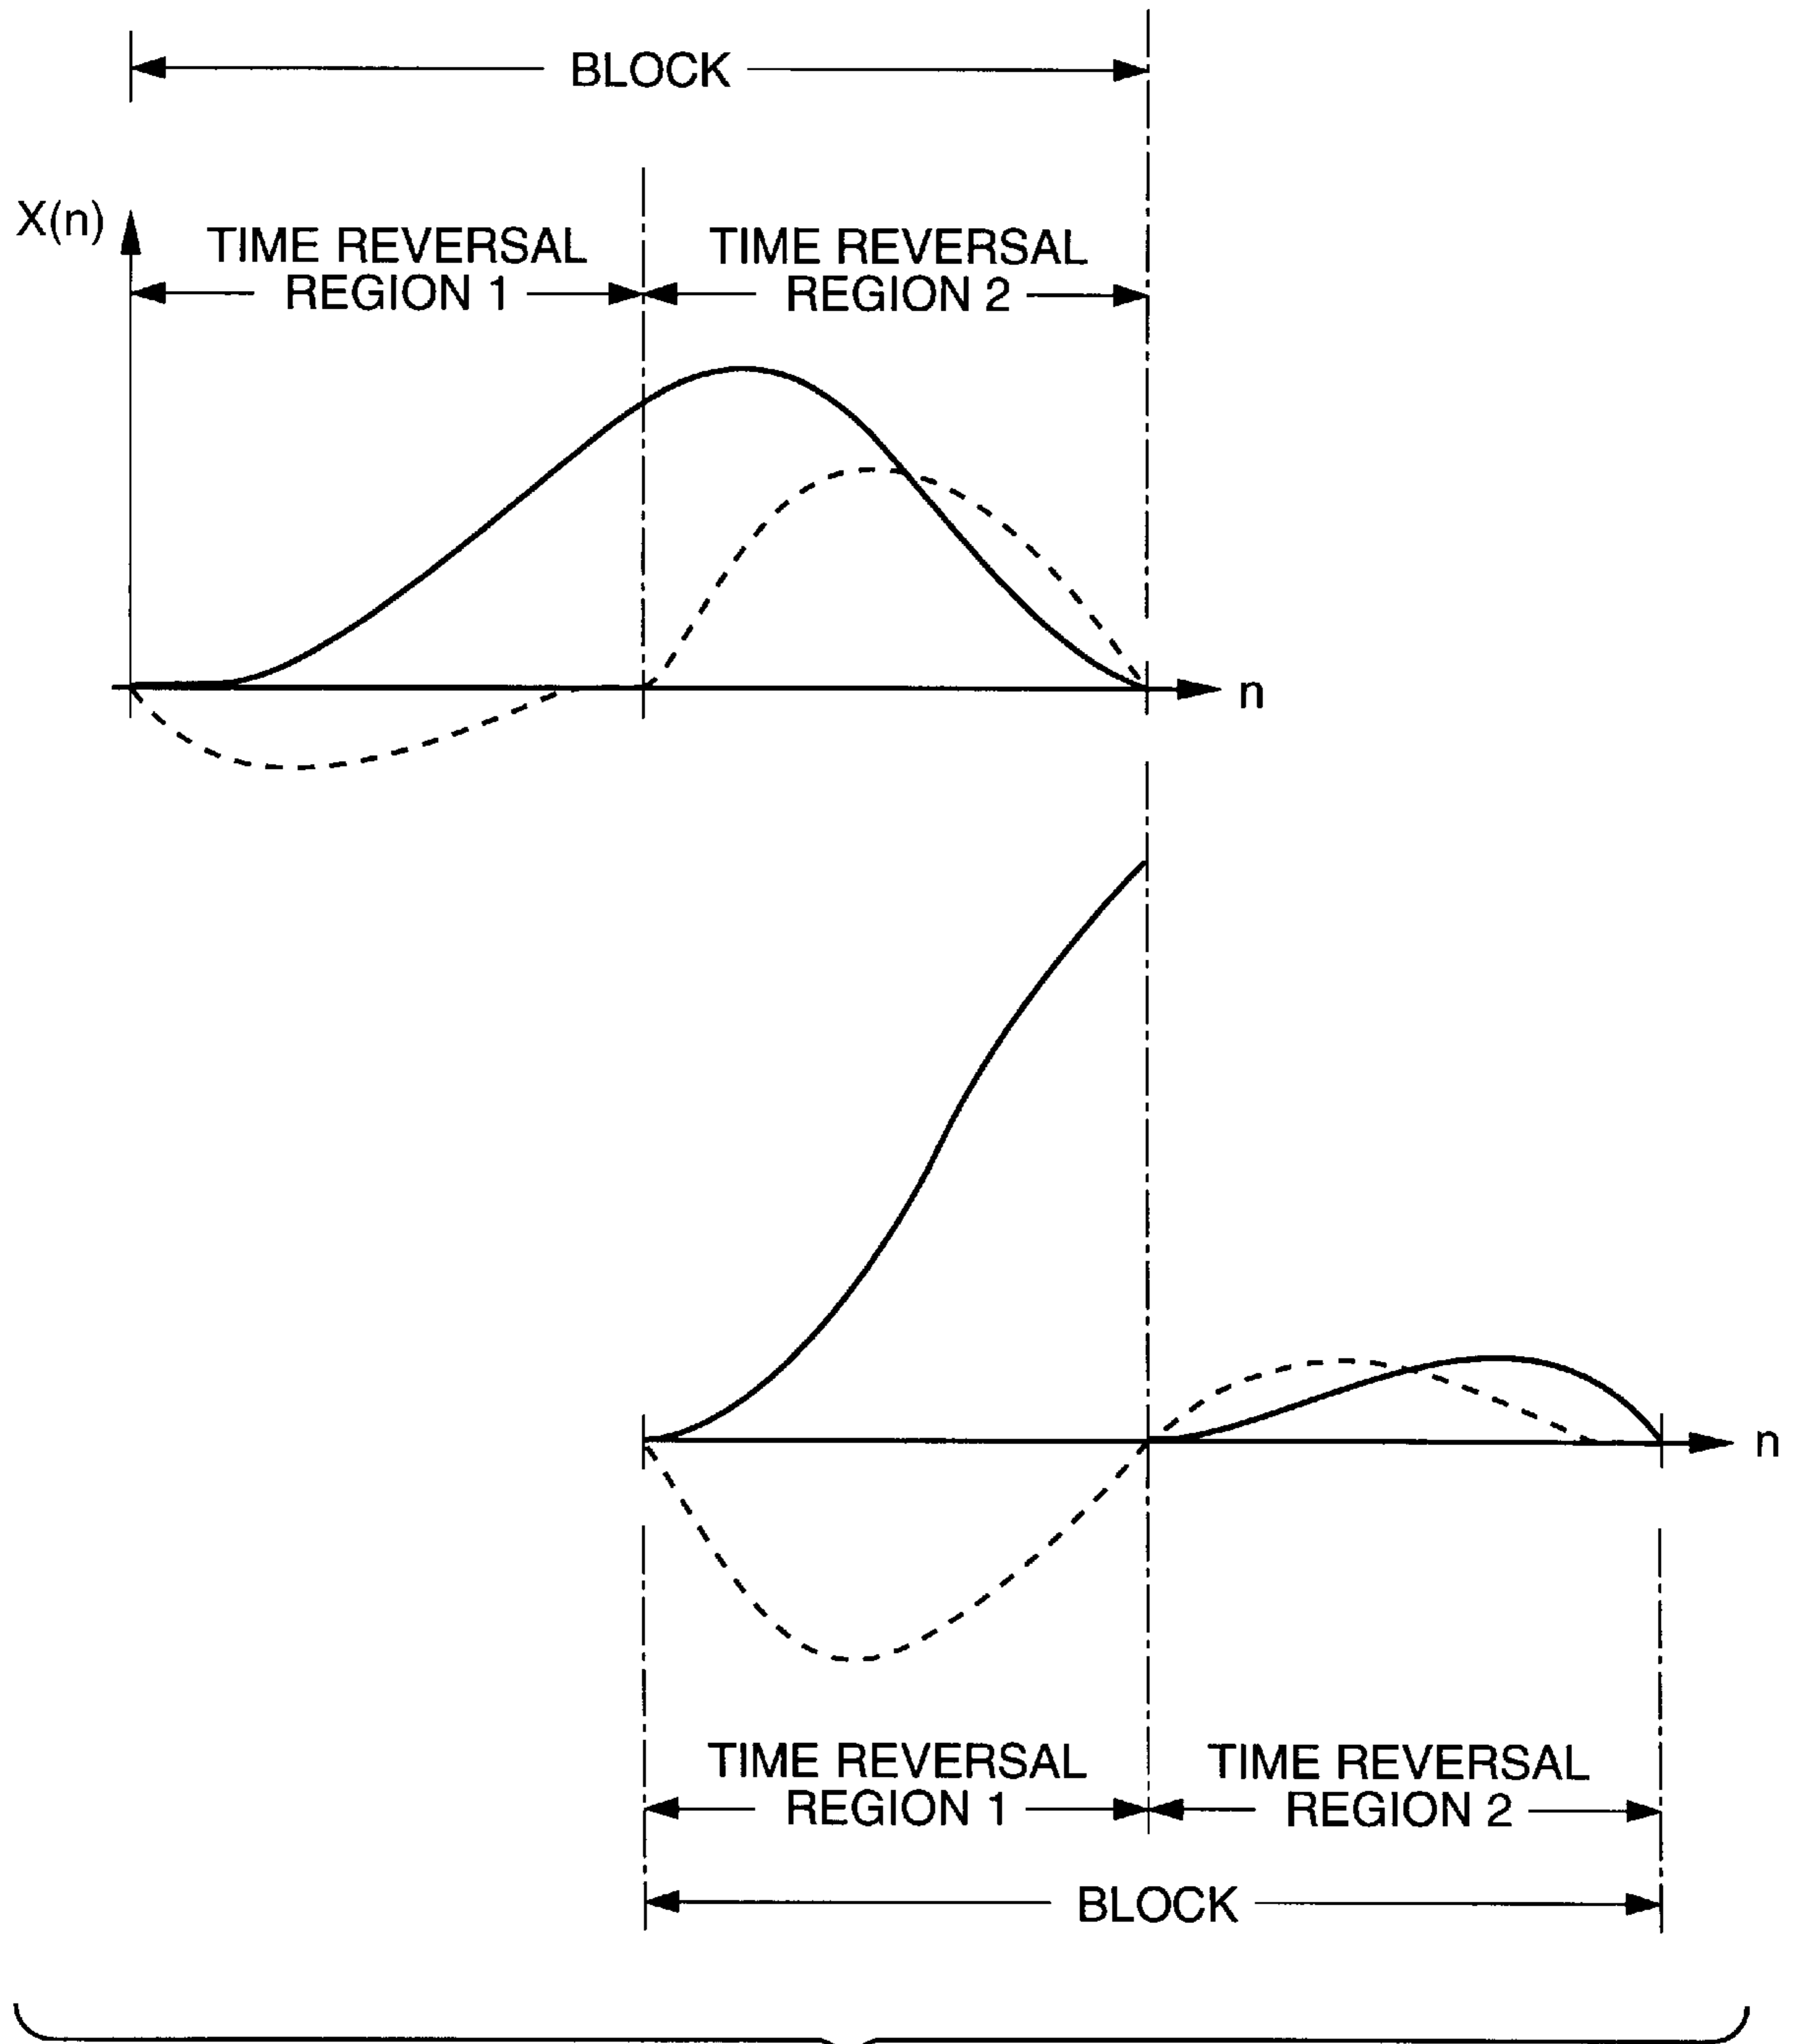 BLOCK
X(n)
TIME REVERSAL
REGION 1
TIME REVERSAL
REGION 2
n
n
TIME REVERSAL
REGION 1
TIME REVERSAL
REGION 2
BLOCK